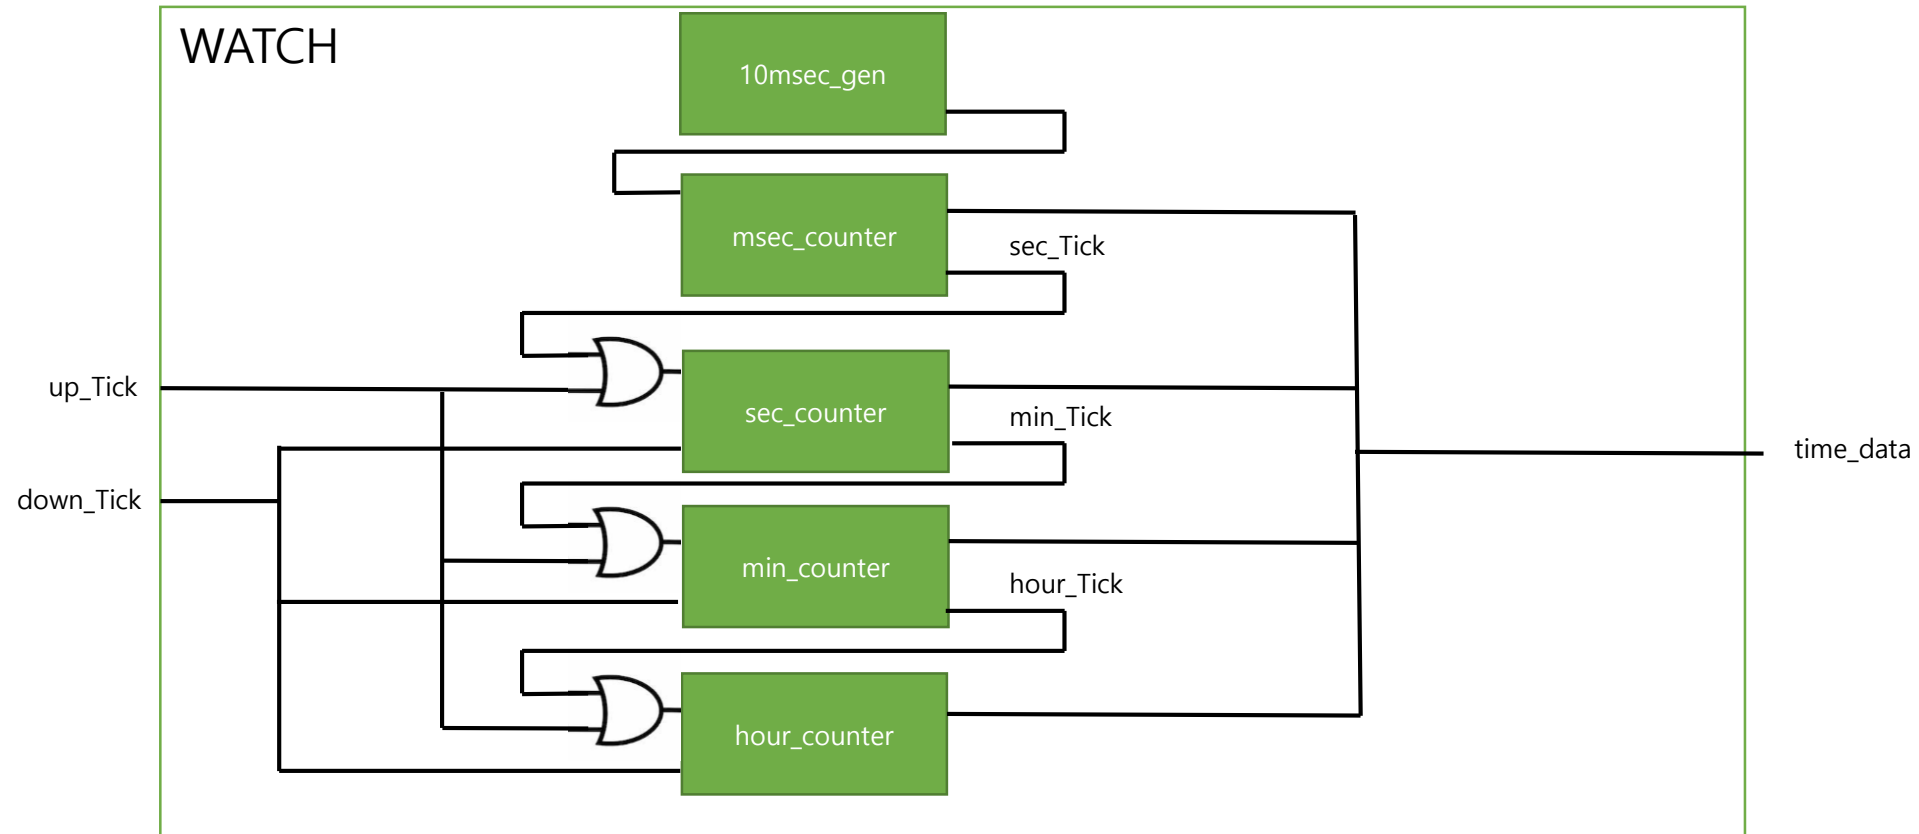 WATCH
10msec_gen
msec_counter
sec_Tick
up_Tick
sec_counter
min_Tick
time_data
down_Tick
min_counter
hour_Tick
hour_counter